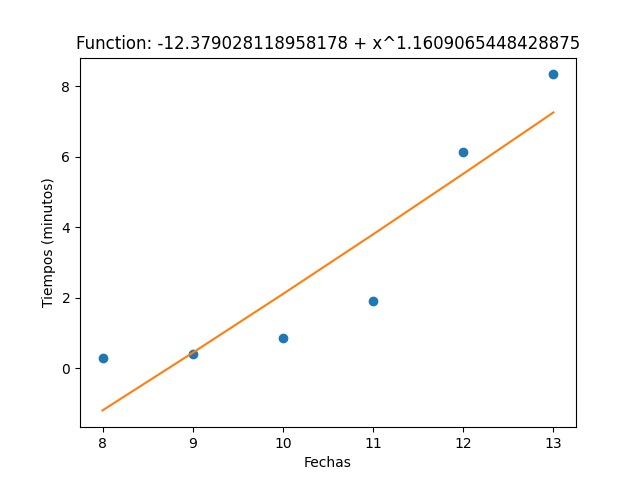 Function: -12.379028118958178 + x^1.1609065448428875
8
6
4
2
0
Tiempos (minutos)
8 9 10 11 12 13
Fechas